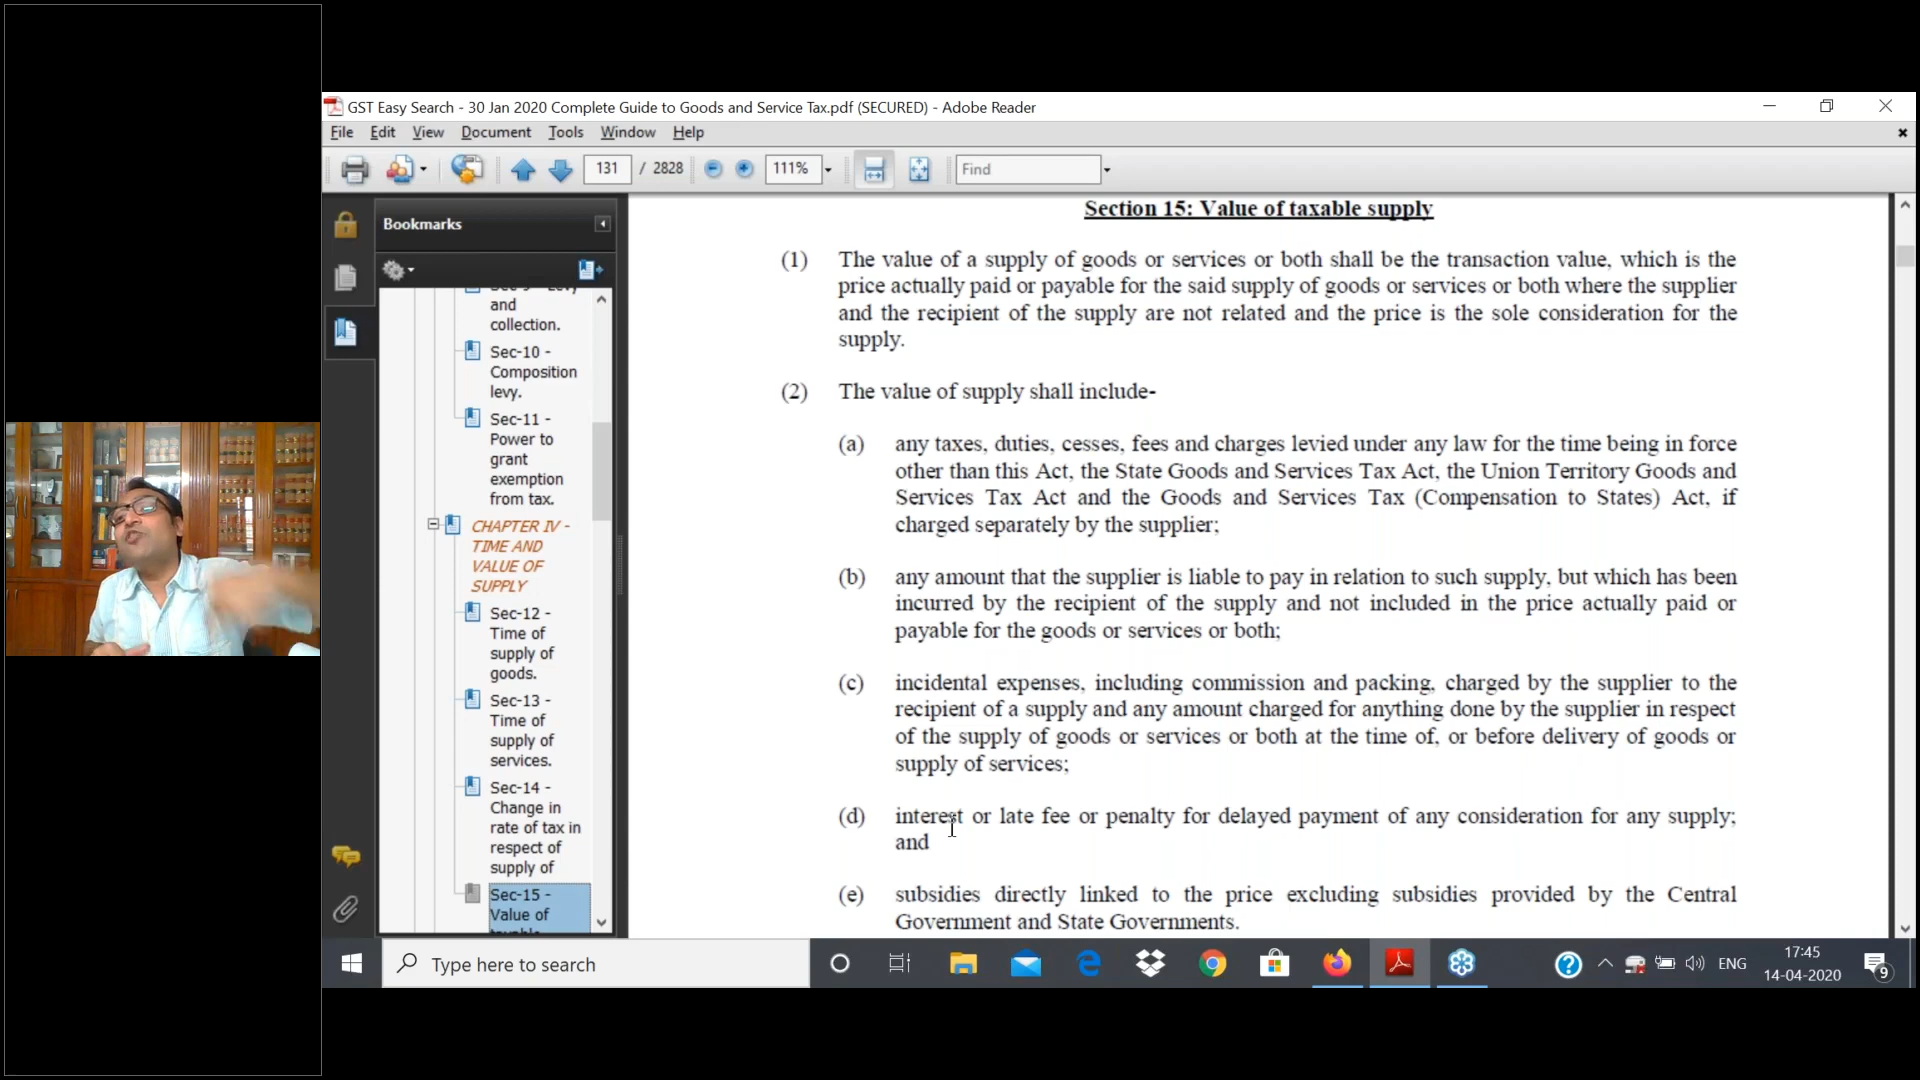 GST Easy Search - 30 Jan 2020 Complete Guide to Goods and Service Tax.pdf (SECURED) - Adobe Reader
File Edit View Document Tools Window Help
131 / 2828 111% Find
Bookmarks
and
collection.
Sec-10 -
Composition
levy.
Sec-11 -
Power to
grant
exemption
from tax.
CHAPTER IV -
TIME AND
VALUE OF
SUPPLY
Sec-12 -
Time of
supply of
goods.
Sec-13 -
Time of
supply of
services.
Sec-14 -
Change in
rate of tax in
respect of
supply of
Sec-15 -
Value of
Section 15: Value of taxable supply
(1) The value of a supply of goods or services or both shall be the transaction value, which is the
price actually paid or payable for the said supply of goods or services or both where the supplier
and the recipient of the supply are not related and the price is the sole consideration for the
supply.
(2) The value of supply shall include-
(a) any taxes, duties, cesses, fees and charges levied under any law for the time being in force
other than this Act, the State Goods and Services Tax Act, the Union Territory Goods and
Services Tax Act and the Goods and Services Tax (Compensation to States) Act, if
charged separately by the supplier;
(b) any amount that the supplier is liable to pay in relation to such supply, but which has been
incurred by the recipient of the supply and not included in the price actually paid or
payable for the goods or services or both;
(c) incidental expenses, including commission and packing, charged by the supplier to the
recipient of a supply and any amount charged for anything done by the supplier in respect
of the supply of goods or services or both at the time of, or before delivery of goods or
supply of services;
(d) interest or late fee or penalty for delayed payment of any consideration for any supply;
and
(e) subsidies directly linked to the price excluding subsidies provided by the Central
Government and State Governments.
Type here to search
ENG
17:45
14-04-2020
9